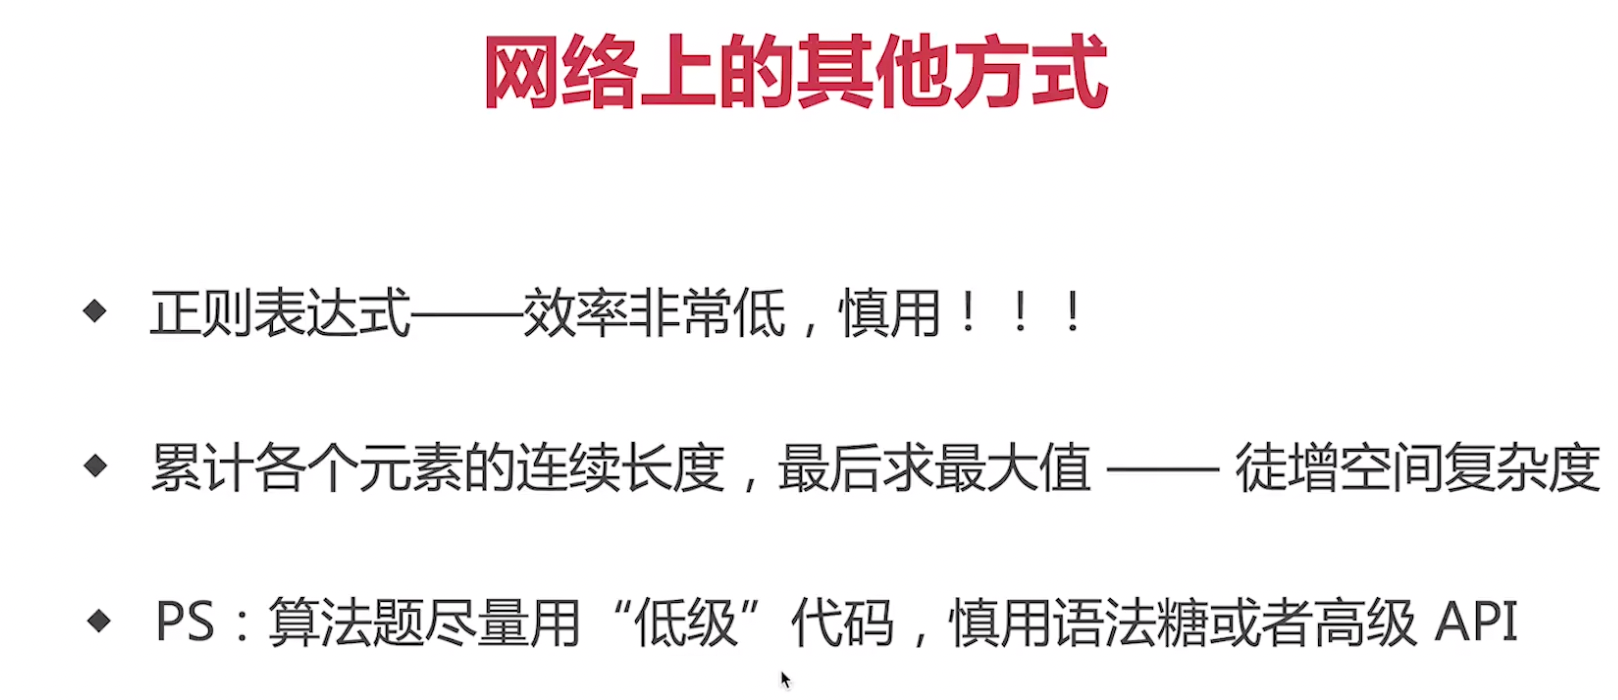 网络上的其他方式
正则表达式——效率非常低，慎用！！！
累计各个元素的连续长度，最后求最大值 —— 徒增空间复杂度
PS：算法题尽量用“低级”代码，慎用语法糖或者高级 API